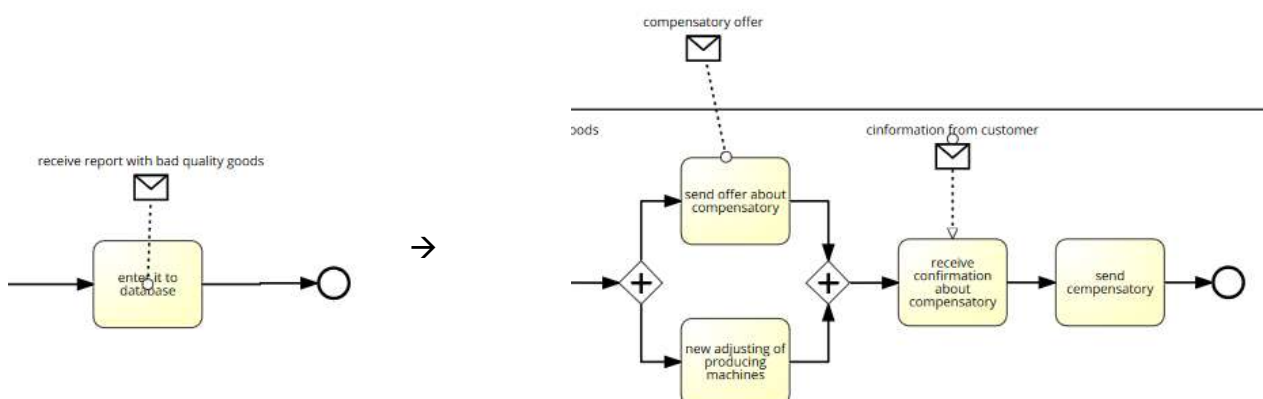 receive report with bad quality goods
enter it to
database
compensatory offer
oods
cinformation from customer
send offer about
compensatory
new adjusting of
producing
machines
receive
confirmation
about
compensatory
send
cempensatory